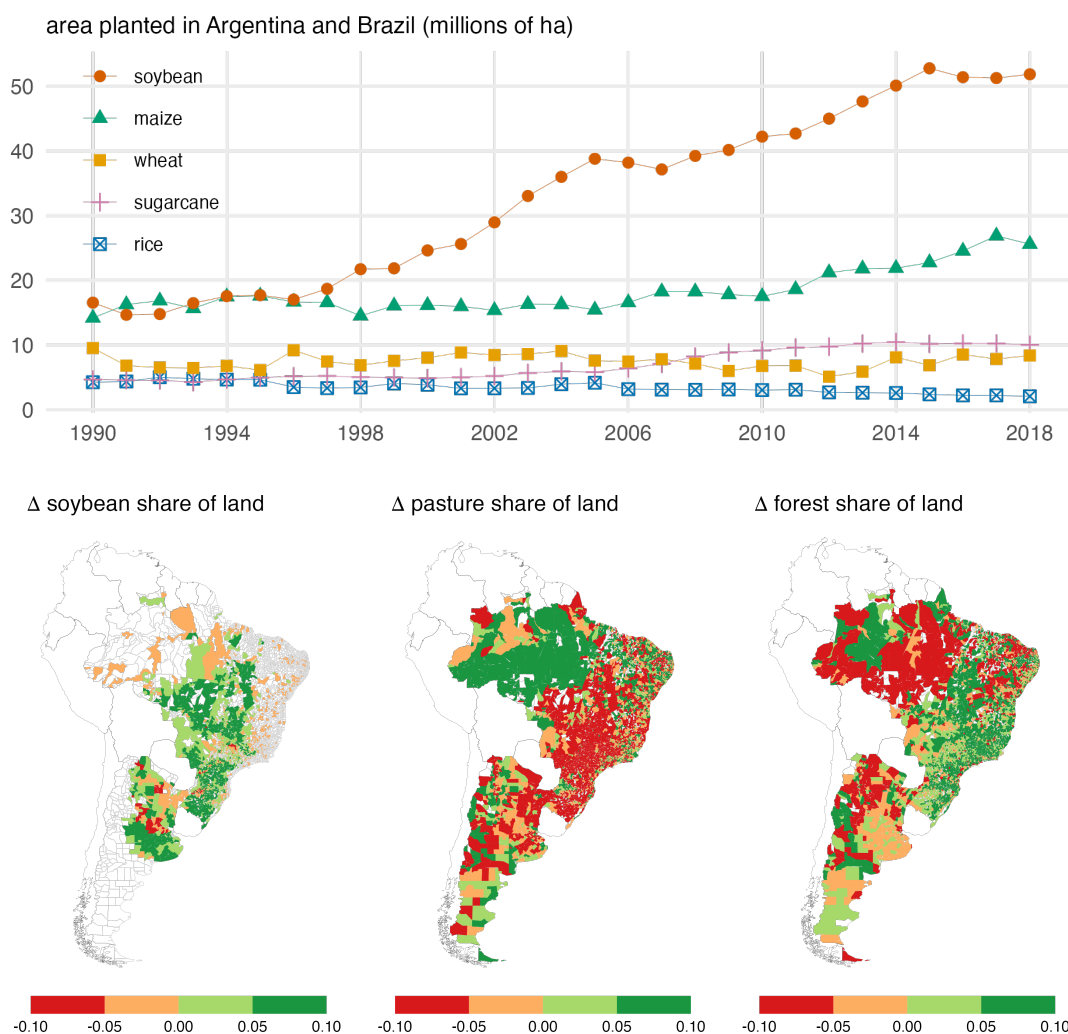 area planted in Argentina and Brazil (millions of ha)
soybean
maize
wheat
sugarcane
rice
50
40
30
20
10
0
1990 1994 1998 2002 2006 2010 2014 2018
Δ soybean share of land Δ pasture share of land Δ forest share of land
-0.10 -0.05 0.00 0.05 0.10 -0.10 -0.05 0.00 0.05 0.10 -0.10 -0.05 0.00 0.05 0.10